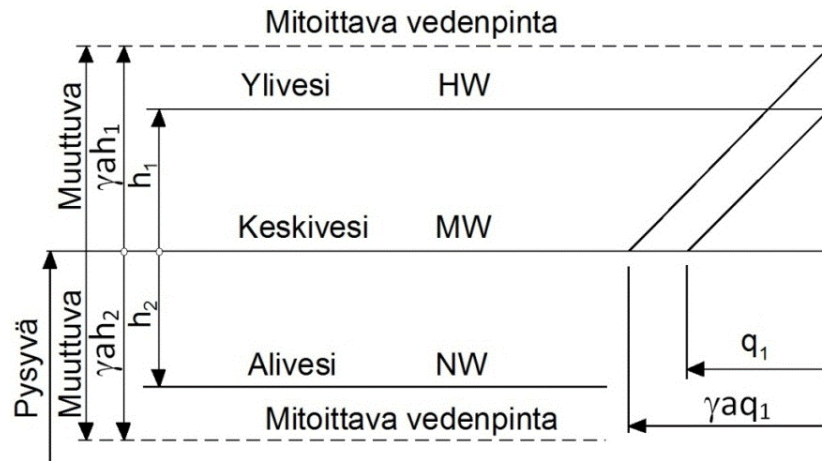 Mitoittava vedenpinta
Muuttuva
γah₁
h₁
Ylivesi HW
Keskivesi MW
Pysyvä
Muuttuva
γah₂
h₂
Alivesi NW
Mitoittava vedenpinta
q₁
γaq₁